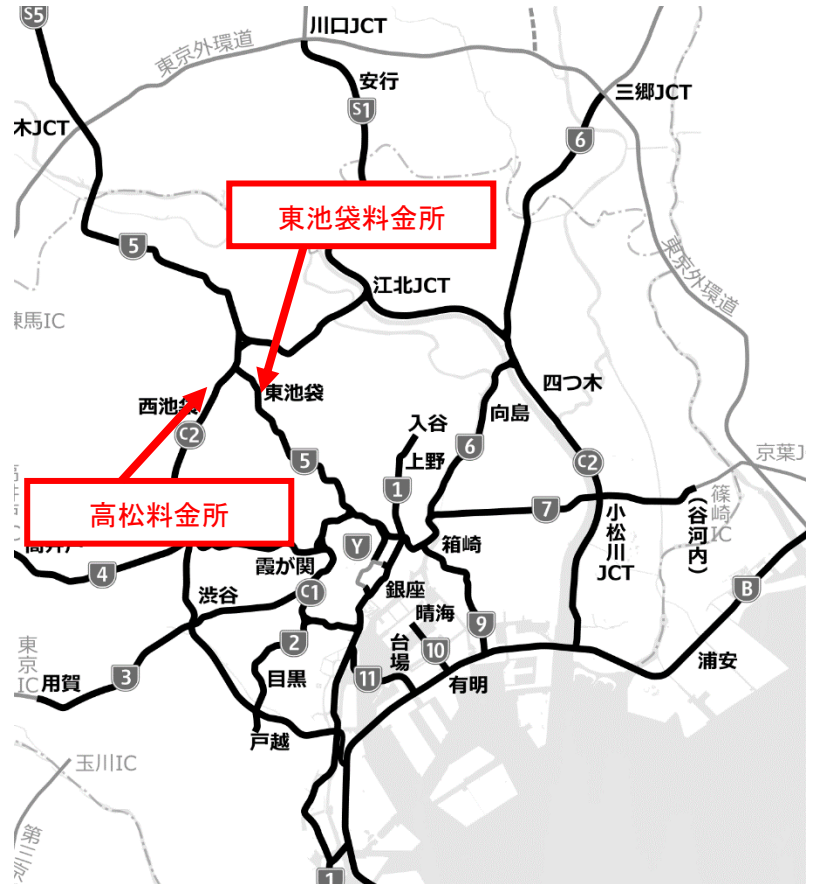 S5
川口JCT
東京外環道
安行
S1
三郷JCT
木JCT
6
東池袋料金所
5
東京外環道
江北JCT
練馬IC
四つ木
東池袋
西池袋
向島
入谷
C2
上野
6
5
C2
京葉J
1
7
高松料金所
篠崎IC
(谷河内)
小松川JCT
Y
箱崎
霞が関
4
C1
銀座
渋谷
晴海
B
9
2
台場
10
東京IC
浦安
用賀
3
目黒
11
有明
戸越
玉川IC
第三京
1